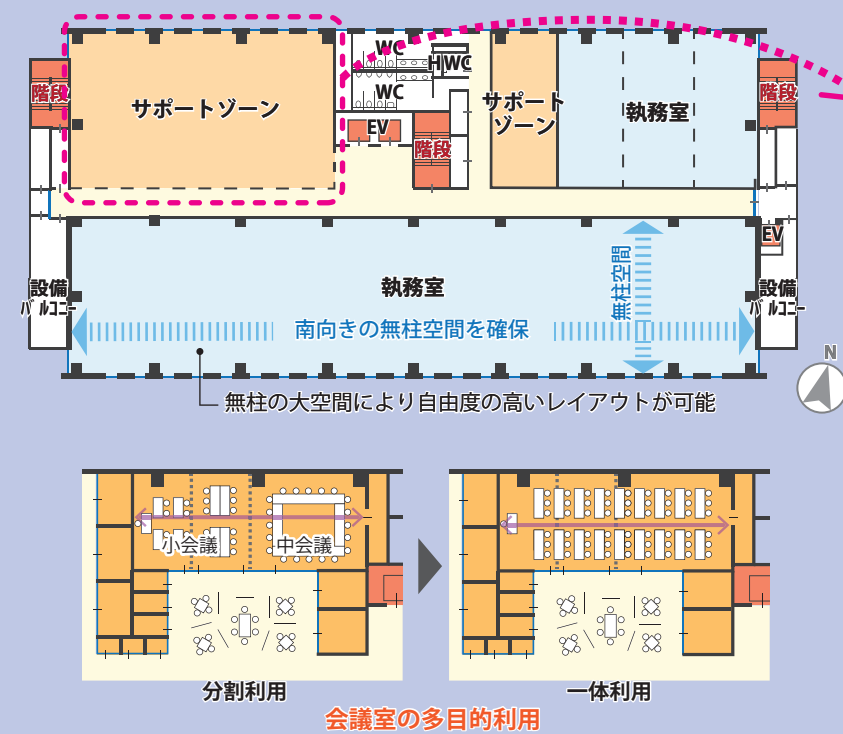 WC
HWC
WC
EV
階段
サポートゾーン
階段
サポート
ゾーン
執務室
階段
EV
設備
バルコニー
執務室
無柱空間
設備
バルコニー
南向きの無柱空間を確保
無柱の大空間により自由度の高いレイアウトが可能
N
小会議
中会議
分割利用
一体利用
会議室の多目的利用